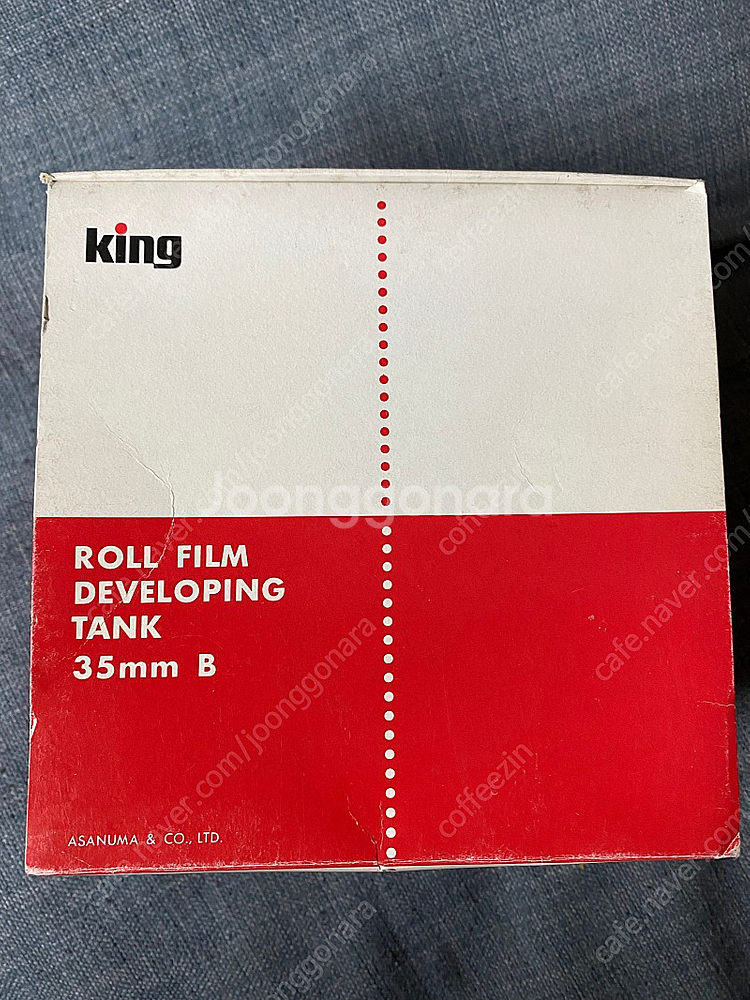 king
Joonggonara
ROLL FILM
DEVELOPING
TANK
35mm B
ASANUMA & CO., LTD.
cafe.naver.com/joonggonara
coffeezin